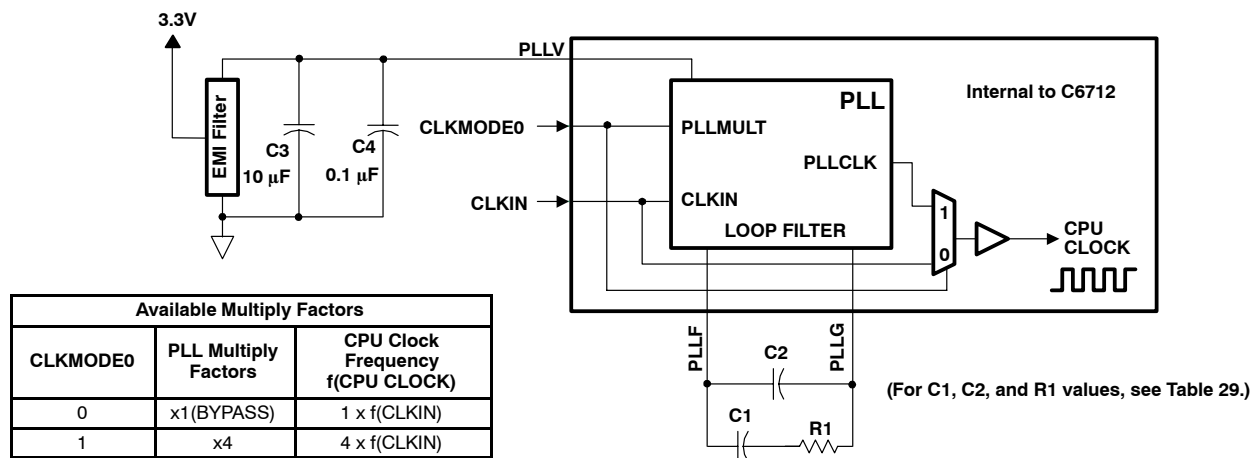 3.3V
PLLV
EMI Filter
C3
10 μF
C4
0.1 μF
CLKMODE0
CLKIN
PLL
PLLMULT
PLLCLK
CLKIN
LOOP FILTER
Internal to C6712
1
0
CPU
CLOCK
PLLF
PLLG
C2
C1
R1
(For C1, C2, and R1 values, see Table 29.)
Available Multiply Factors
CLKMODE0
PLL Multiply
Factors
CPU Clock
Frequency
f(CPU CLOCK)
0
x1(BYPASS)
1 x f(CLKIN)
1
x4
4 x f(CLKIN)